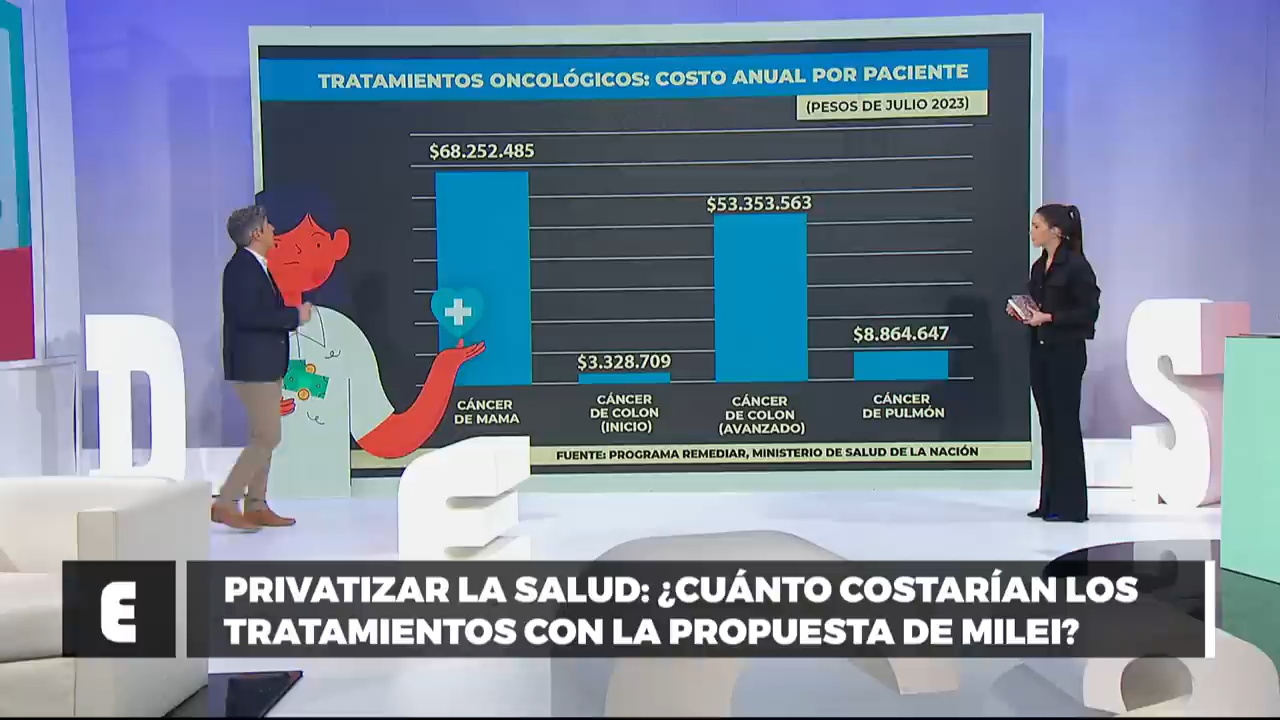 TRATAMIENTOS ONCOLÓGICOS: COSTO ANUAL POR PACIENTE
(PESOS DE JULIO 2023)
$68.252.485
$53.353.563
$8.864.647
$3.328.709
CÁNCER
DE MAMA
CÁNCER
DE COLON
(INICIO)
CÁNCER
DE COLON
(AVANZADO)
CÁNCER
DE PULMÓN
FUENTE: PROGRAMA REMEDIAR, MINISTERIO DE SALUD DE LA NACIÓN
D
E
S
E
PRIVATIZAR LA SALUD: ¿CUÁNTO COSTARÍAN LOS
TRATAMIENTOS CON LA PROPUESTA DE MILEI?